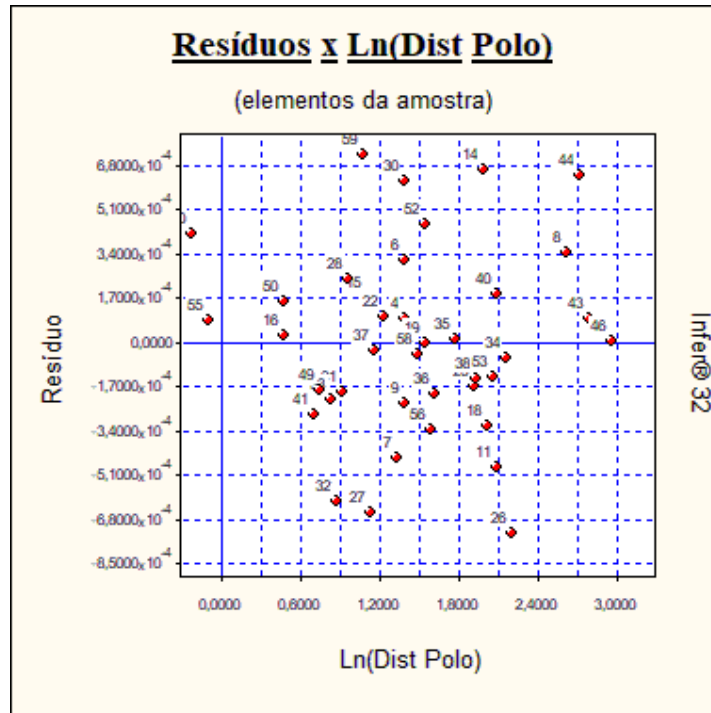 Resíduos x Ln(Dist Polo)
(elementos da amostra)
59
14
44
30
6,8000x10⁻⁴
52
5,1000x10⁻⁴
8
6
3,4000x10⁻⁴
28
40
50
1,7000x10⁻⁴
55
22
4
43
16
35
46
58
37
34
0,0000
38
53
49
36
9
-1,7000x10⁻⁴
41
56
18
-3,4000x10⁻⁴
7
11
-5,1000x10⁻⁴
32
27
26
-6,8000x10⁻⁴
-8,5000x10⁻⁴
0,0000 0,6000 1,2000 1,8000 2,4000 3,0000
Resíduo
Ln(Dist Polo)
Infer® 32